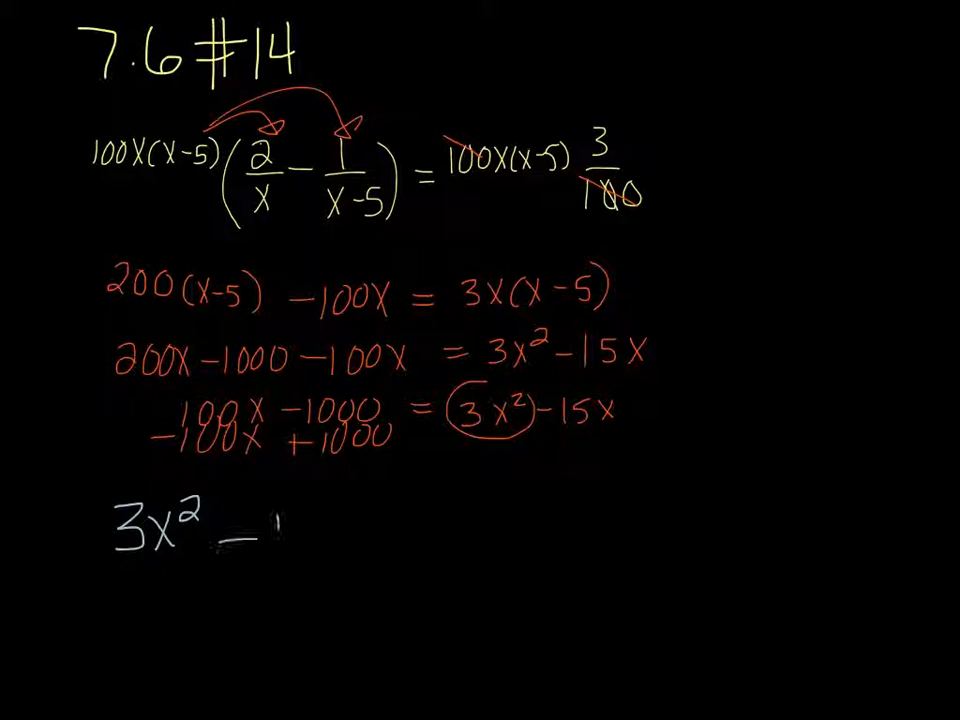 7.6 #14
100x(x-5)(2/x - 1/(x-5)) = 100x(x-5) 3/100
200(x-5) -100x = 3x(x-5)
200x -1000 -100x = 3x² -15x
100x -1000 = 3x² -15x
-100x +1000
3x² -